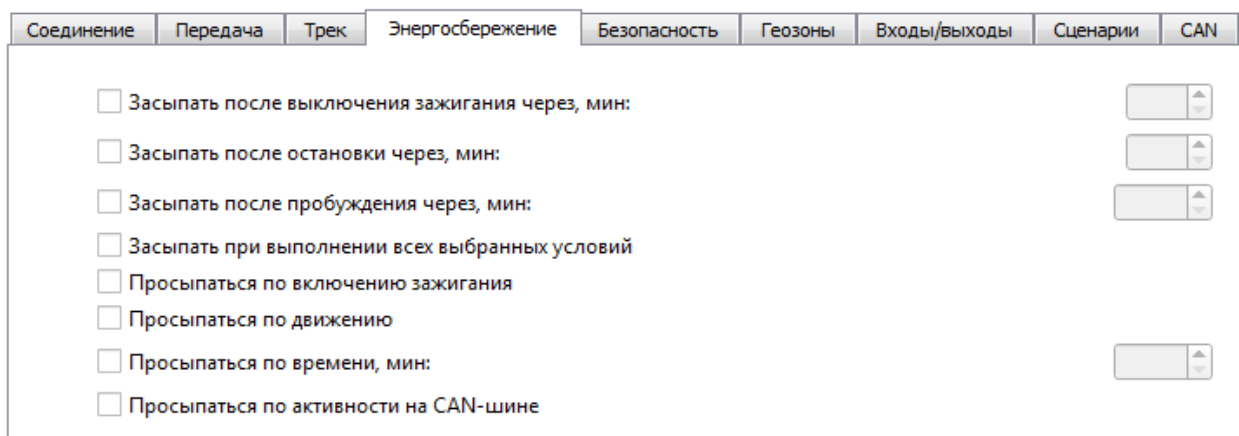 Соединение Передача Трек Энергосбережение Безопасность Геозоны Входы/выходы Сценарии CAN
Засыпать после выключения зажигания через, мин:
Засыпать после остановки через, мин:
Засыпать после пробуждения через, мин:
Засыпать при выполнении всех выбранных условий
Просыпаться по включению зажигания
Просыпаться по движению
Просыпаться по времени, мин:
Просыпаться по активности на CAN-шине